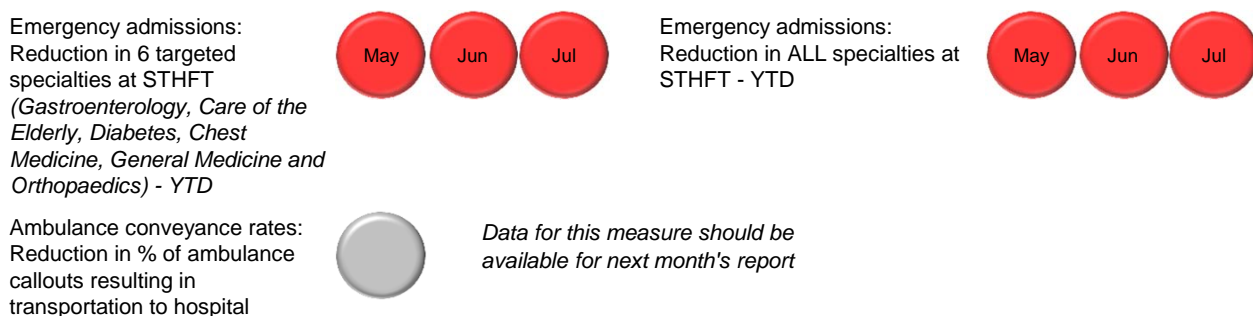 Emergency admissions:
Reduction in 6 targeted
specialties at STHFT
(Gastroenterology, Care of the
Elderly, Diabetes, Chest
Medicine, General Medicine and
Orthopaedics) - YTD
May
Jun
Jul
Emergency admissions:
Reduction in ALL specialties at
STHFT - YTD
May
Jun
Jul
Ambulance conveyance rates:
Reduction in % of ambulance
callouts resulting in
transportation to hospital
Data for this measure should be
available for next month's report